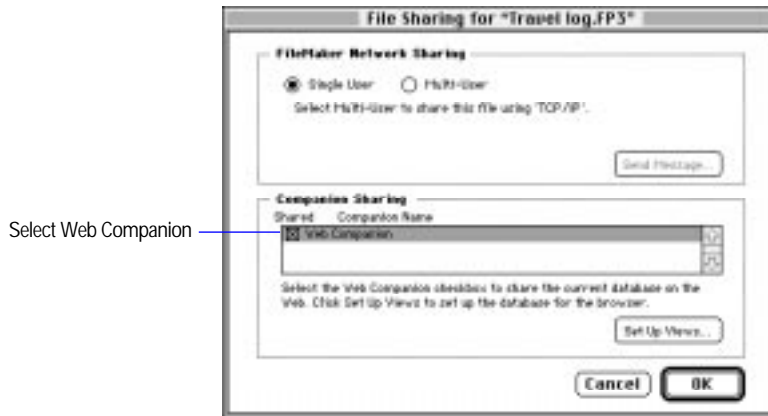 File Sharing for “Travel log.FP3”
FileMaker Network Sharing
Single User Multi-User
Select Multi-User to share this file using 'TCP/IP'.
Send Message...
Companion Sharing
Shared Companion Name
Select Web Companion
Web Companion
Select the Web Companion checkbox to share the current database on the
Web. Click Set Up Views to set up the database for the browser.
Set Up Views...
Cancel OK